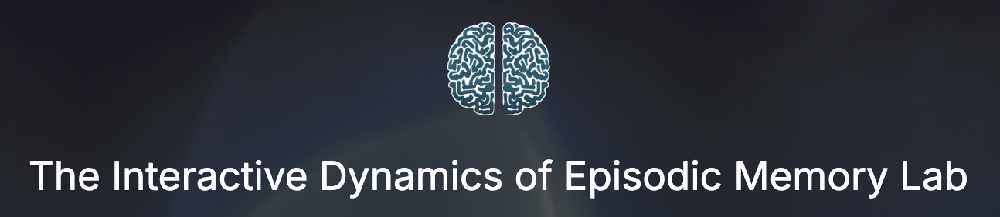 The Interactive Dynamics of Episodic Memory Lab